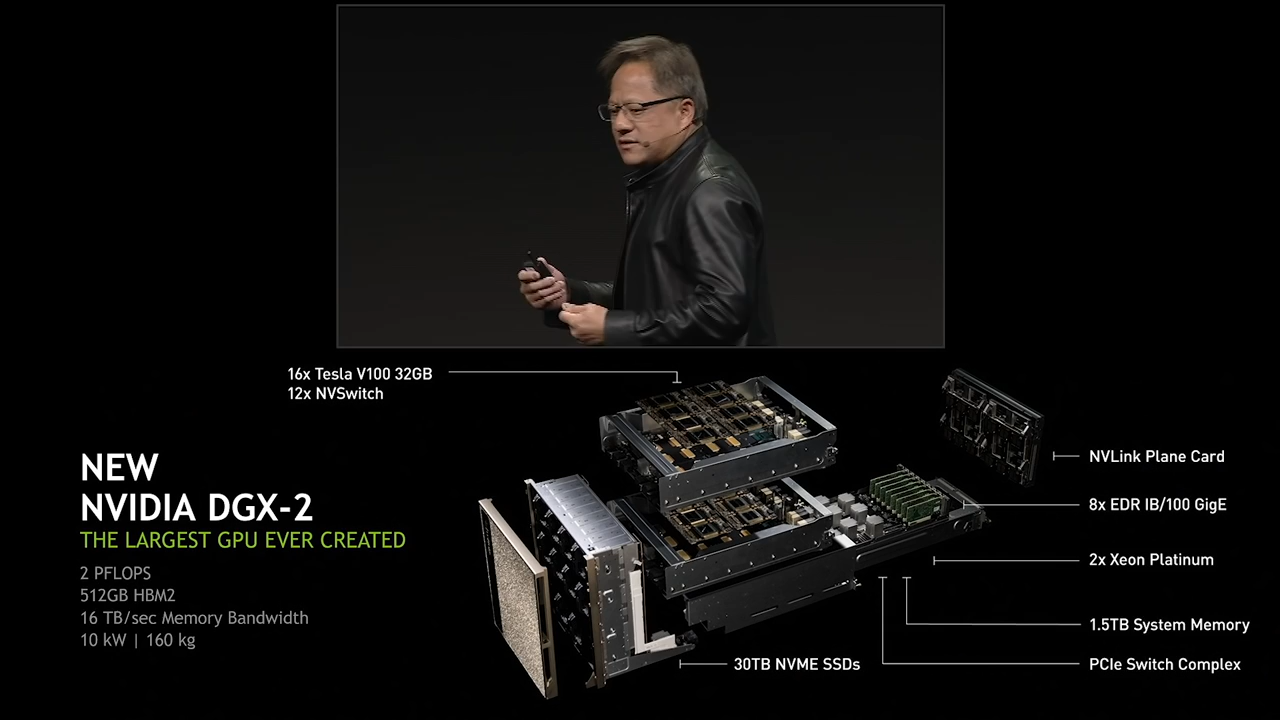 16x Tesla V100 32GB
12x NVSwitch
NEW
NVIDIA DGX-2
THE LARGEST GPU EVER CREATED
2 PFLOPS
512GB HBM2
16 TB/sec Memory Bandwidth
10 kW | 160 kg
NVLink Plane Card
8x EDR IB/100 GigE
2x Xeon Platinum
1.5TB System Memory
PCIe Switch Complex
30TB NVME SSDs